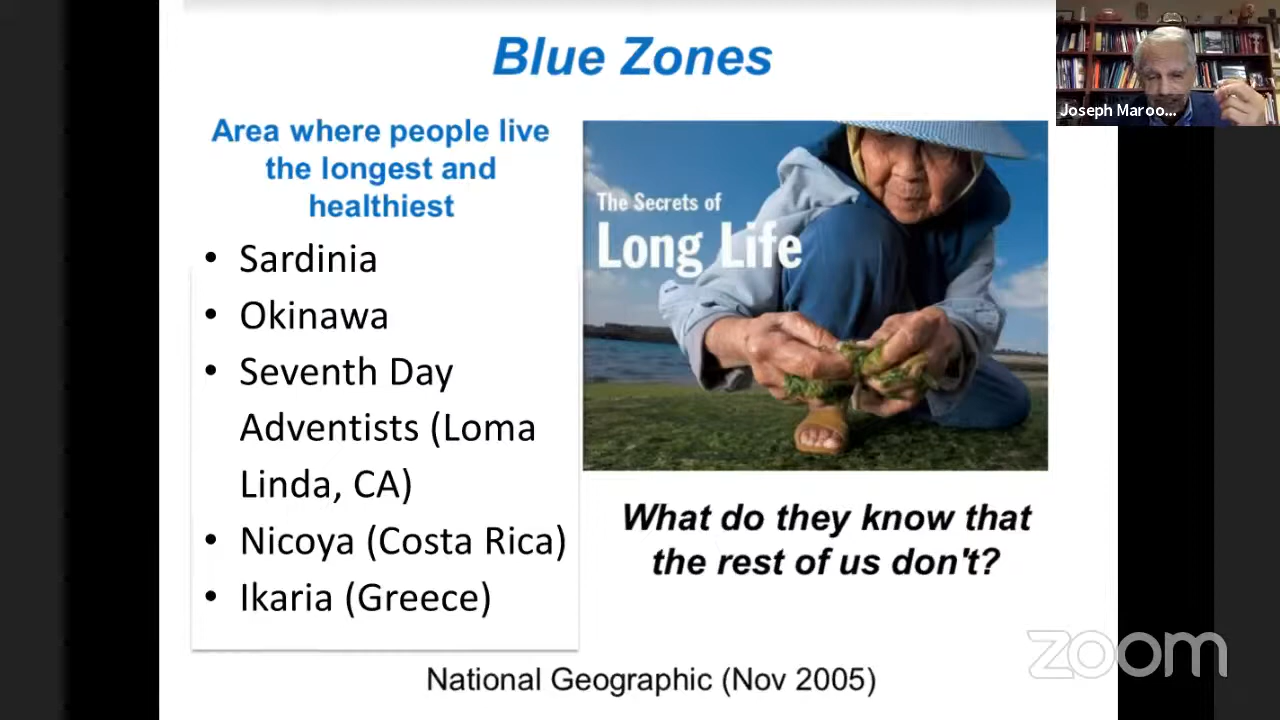 Blue Zones
Joseph Maroo...
Area where people live
the longest and
healthiest
• Sardinia
• Okinawa
• Seventh Day
Adventists (Loma
Linda, CA)
• Nicoya (Costa Rica)
• Ikaria (Greece)
The Secrets of
Long Life
What do they know that
the rest of us don't?
National Geographic (Nov 2005)
zoom